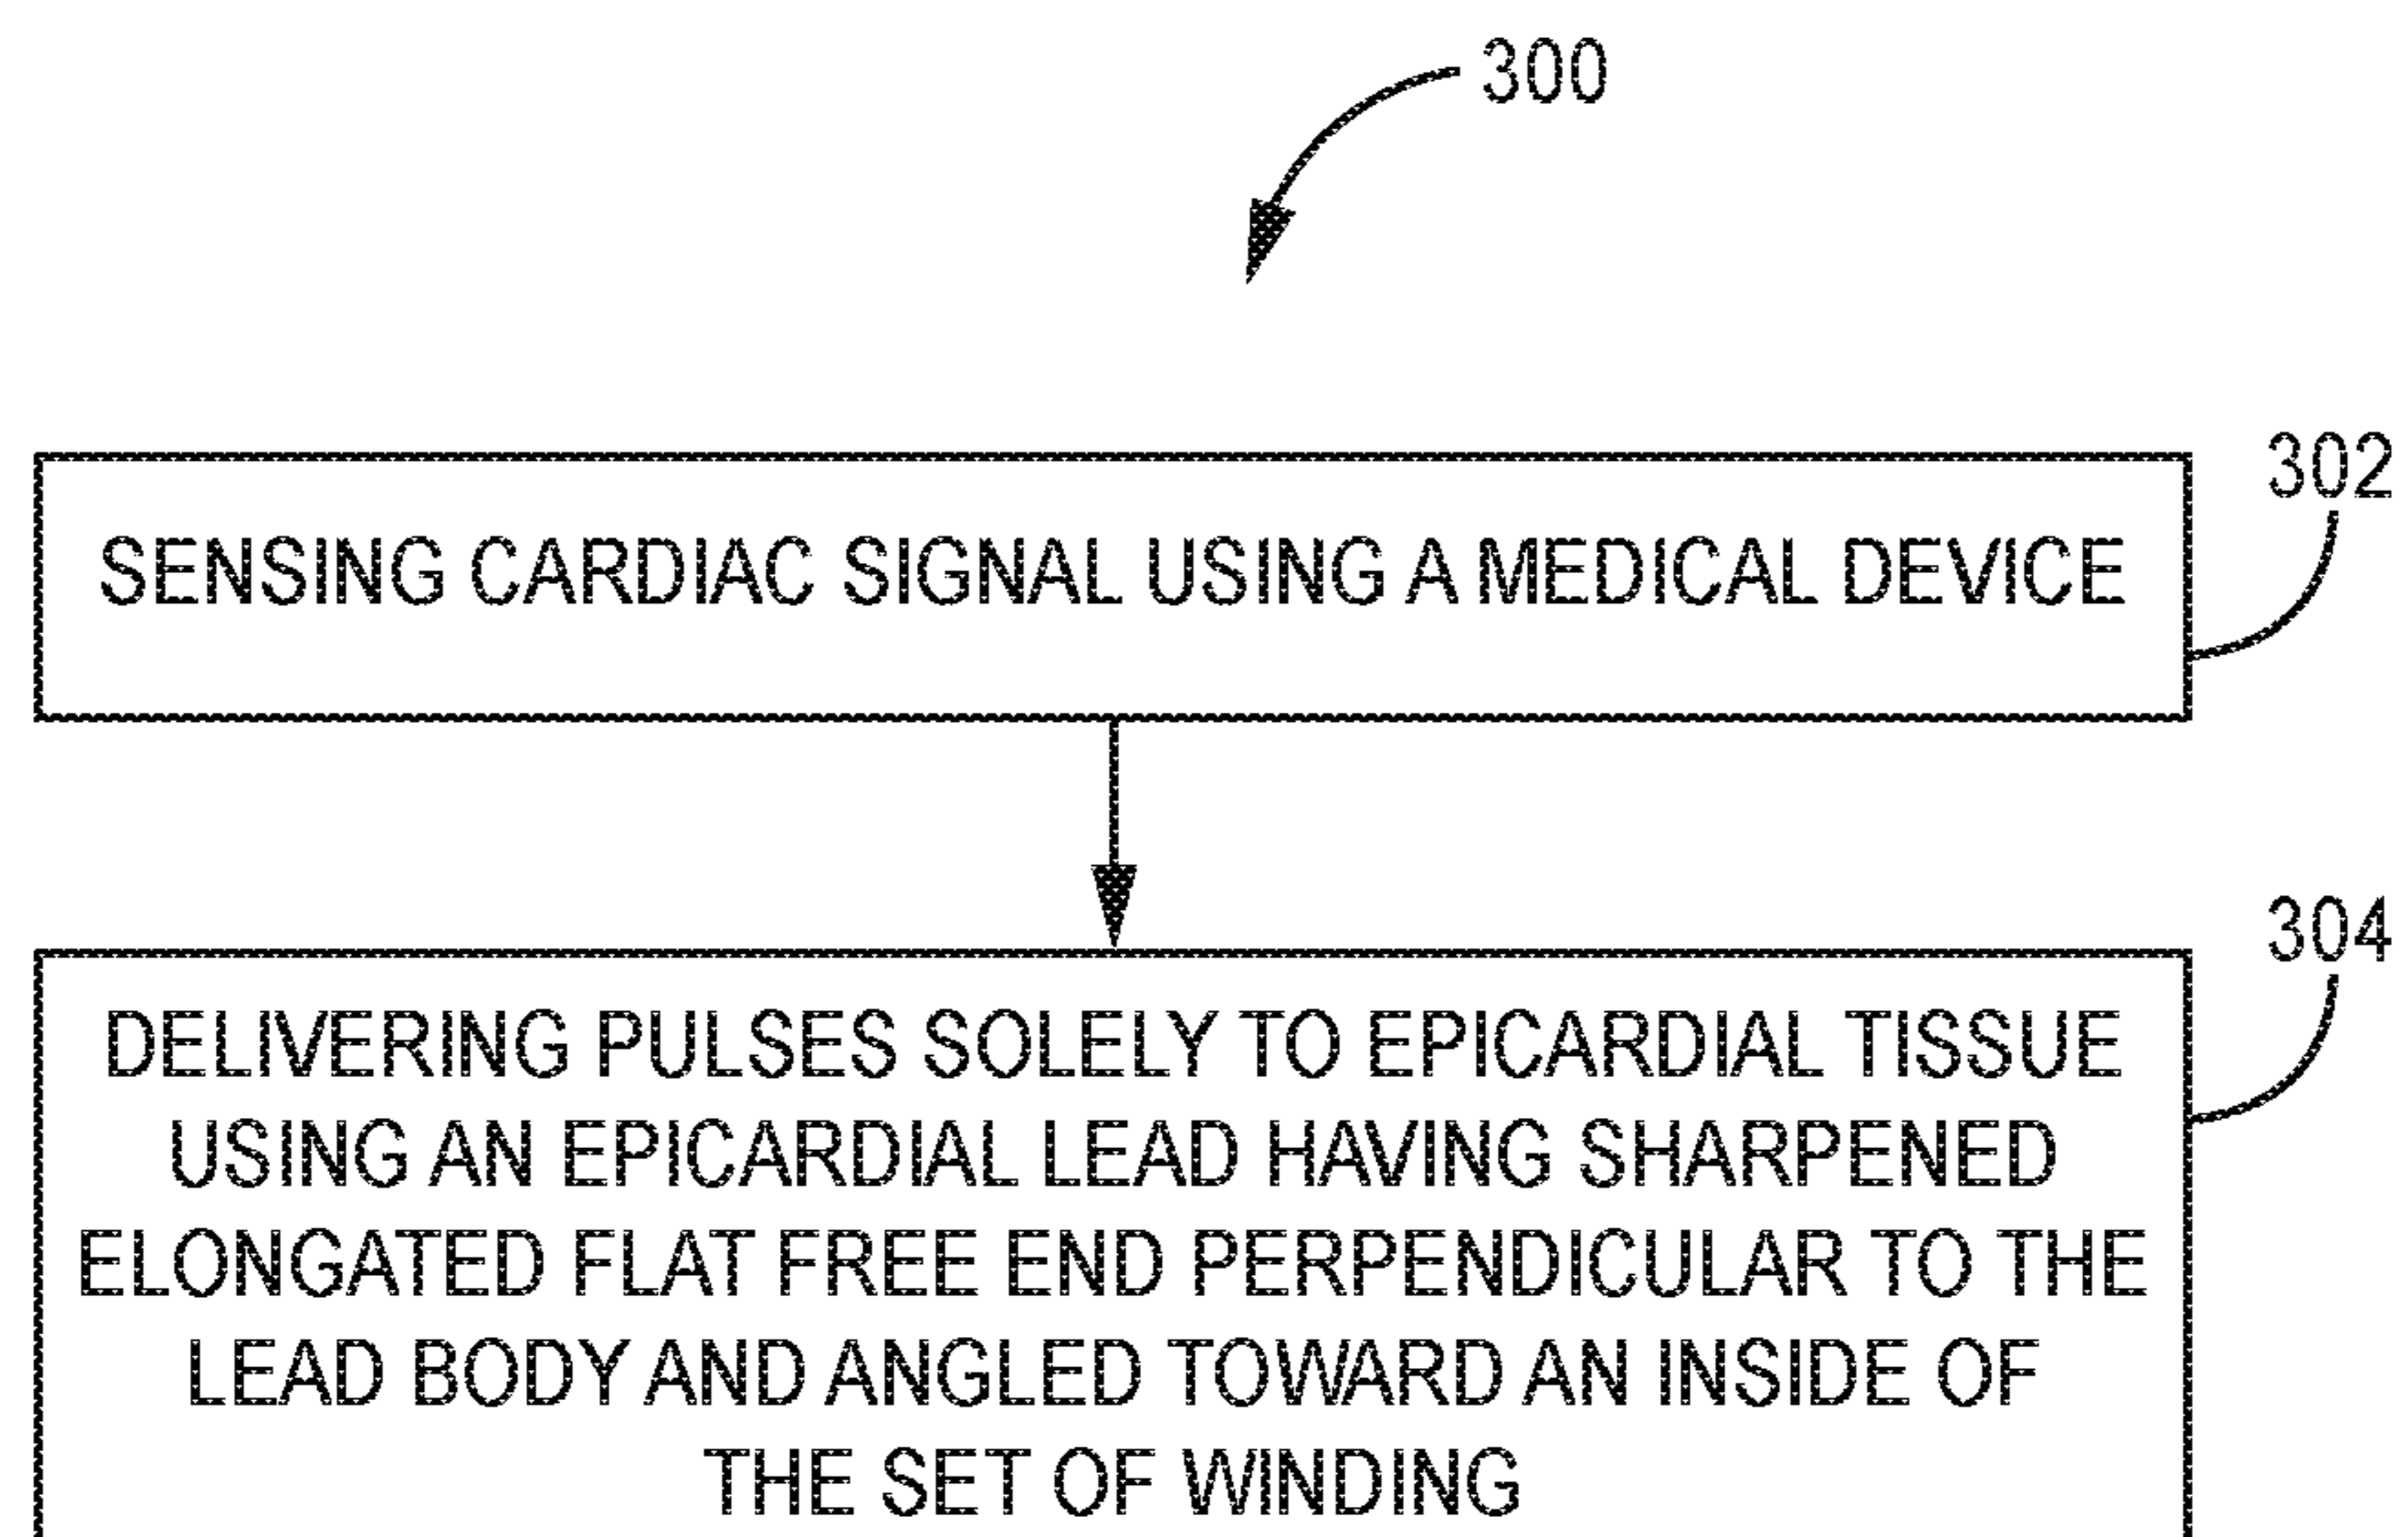 300
302
SENSING CARDIAC SIGNAL USING A MEDICAL DEVICE
304
DELIVERING PULSES SOLELY TO EPICARDIAL TISSUE
USING AN EPICARDIAL LEAD HAVING SHARPENED
ELONGATED FLAT FREE END PERPENDICULAR TO THE
LEAD BODY AND ANGLED TOWARD AN INSIDE OF
THE SET OF WINDING